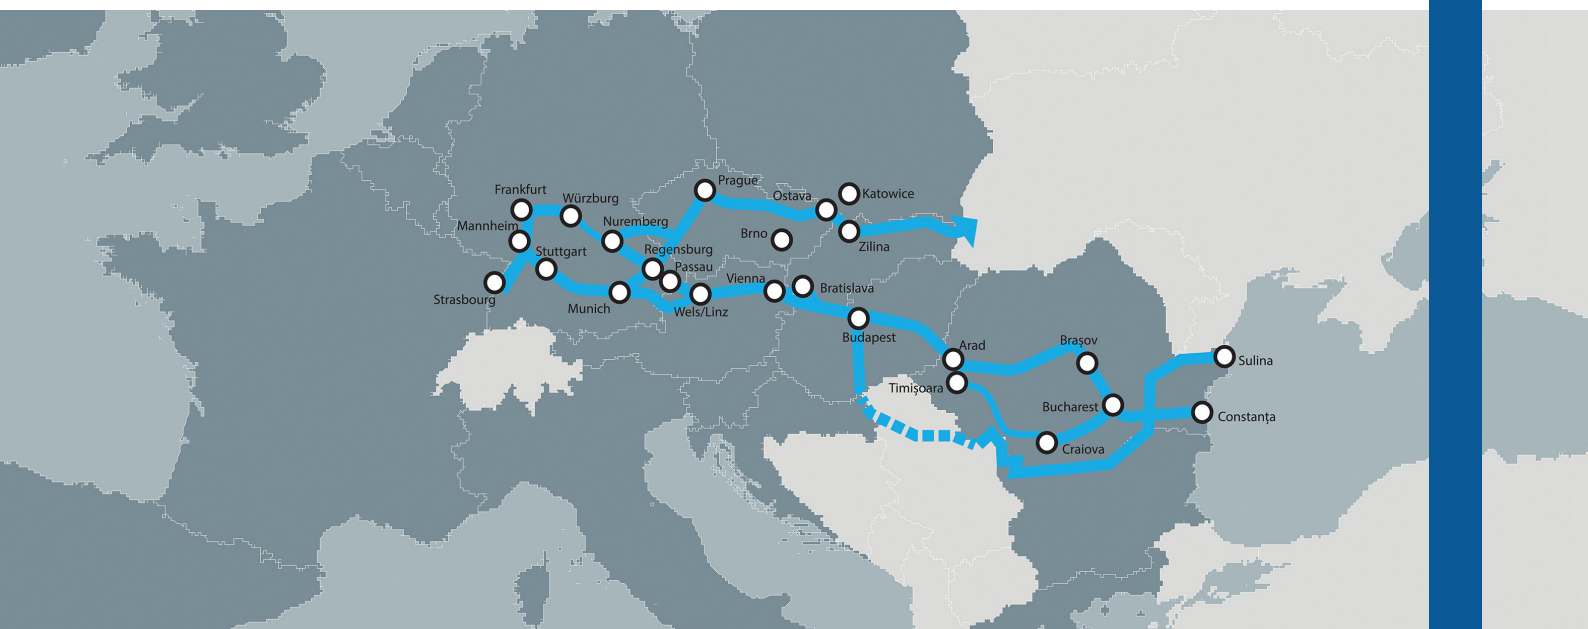 Prague
Frankfurt
Würzburg
Ostava
Katowice
Mannheim
Nuremberg
Brno
Zilina
Stuttgart
Regensburg
Passau
Vienna
Bratislava
Strasbourg
Munich
Wels/Linz
Budapest
Arad
Brașov
Sulina
Timișoara
Bucharest
Constanța
Craiova